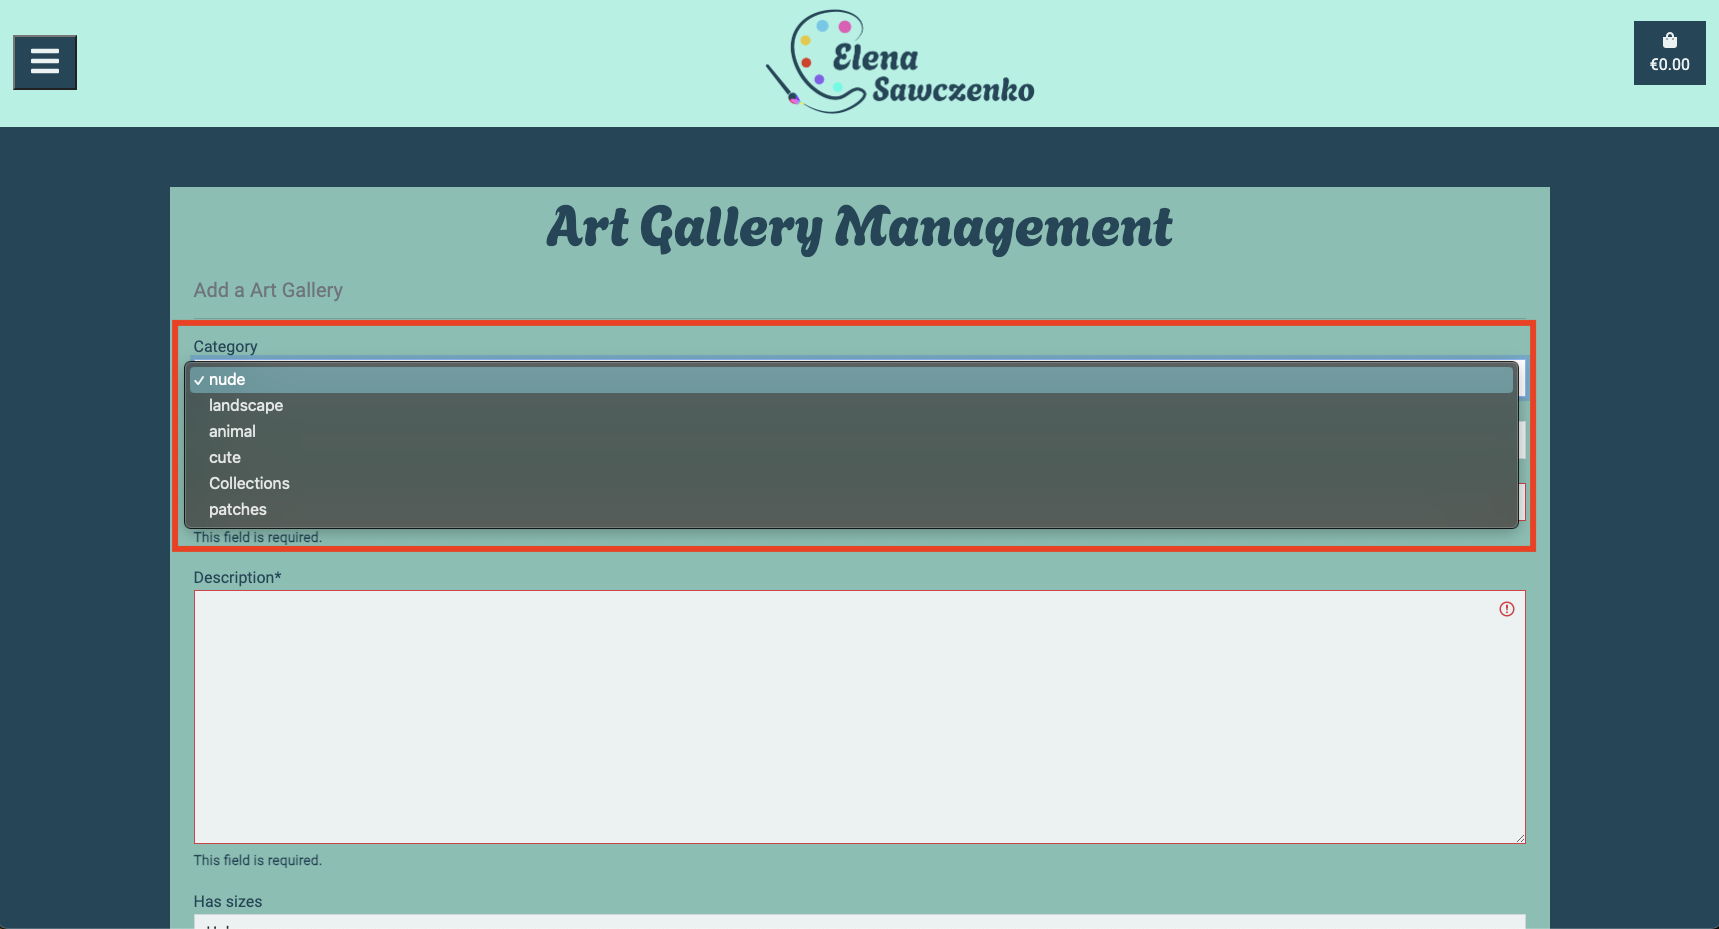 Elena
Sawczenko
€0.00
Art Gallery Management
Add a Art Gallery
Category
✓ nude
landscape
animal
cute
Collections
patches
This field is required.
Description*
This field is required.
Has sizes